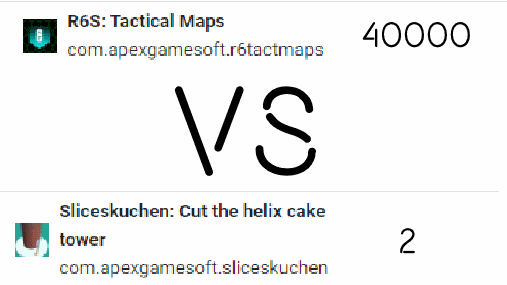 R6S: Tactical Maps
com.apexgamesoft.r6tactmaps
40000
VS
Sliceskuchen: Cut the helix cake
tower
com.apexgamesoft.sliceskuchen
2